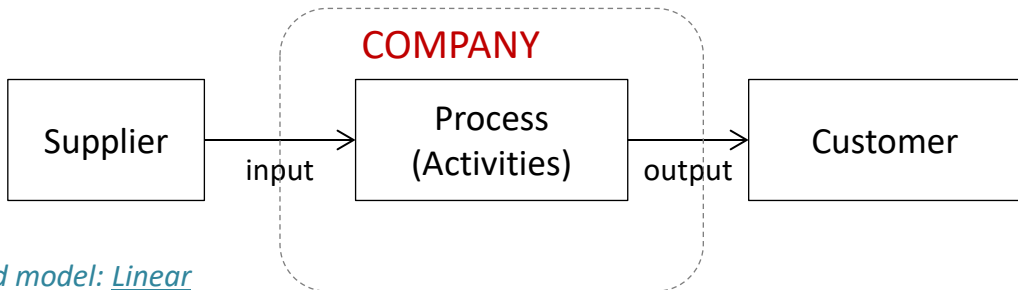 COMPANY
Supplier
input
Process
(Activities)
output
Customer
model: Linear